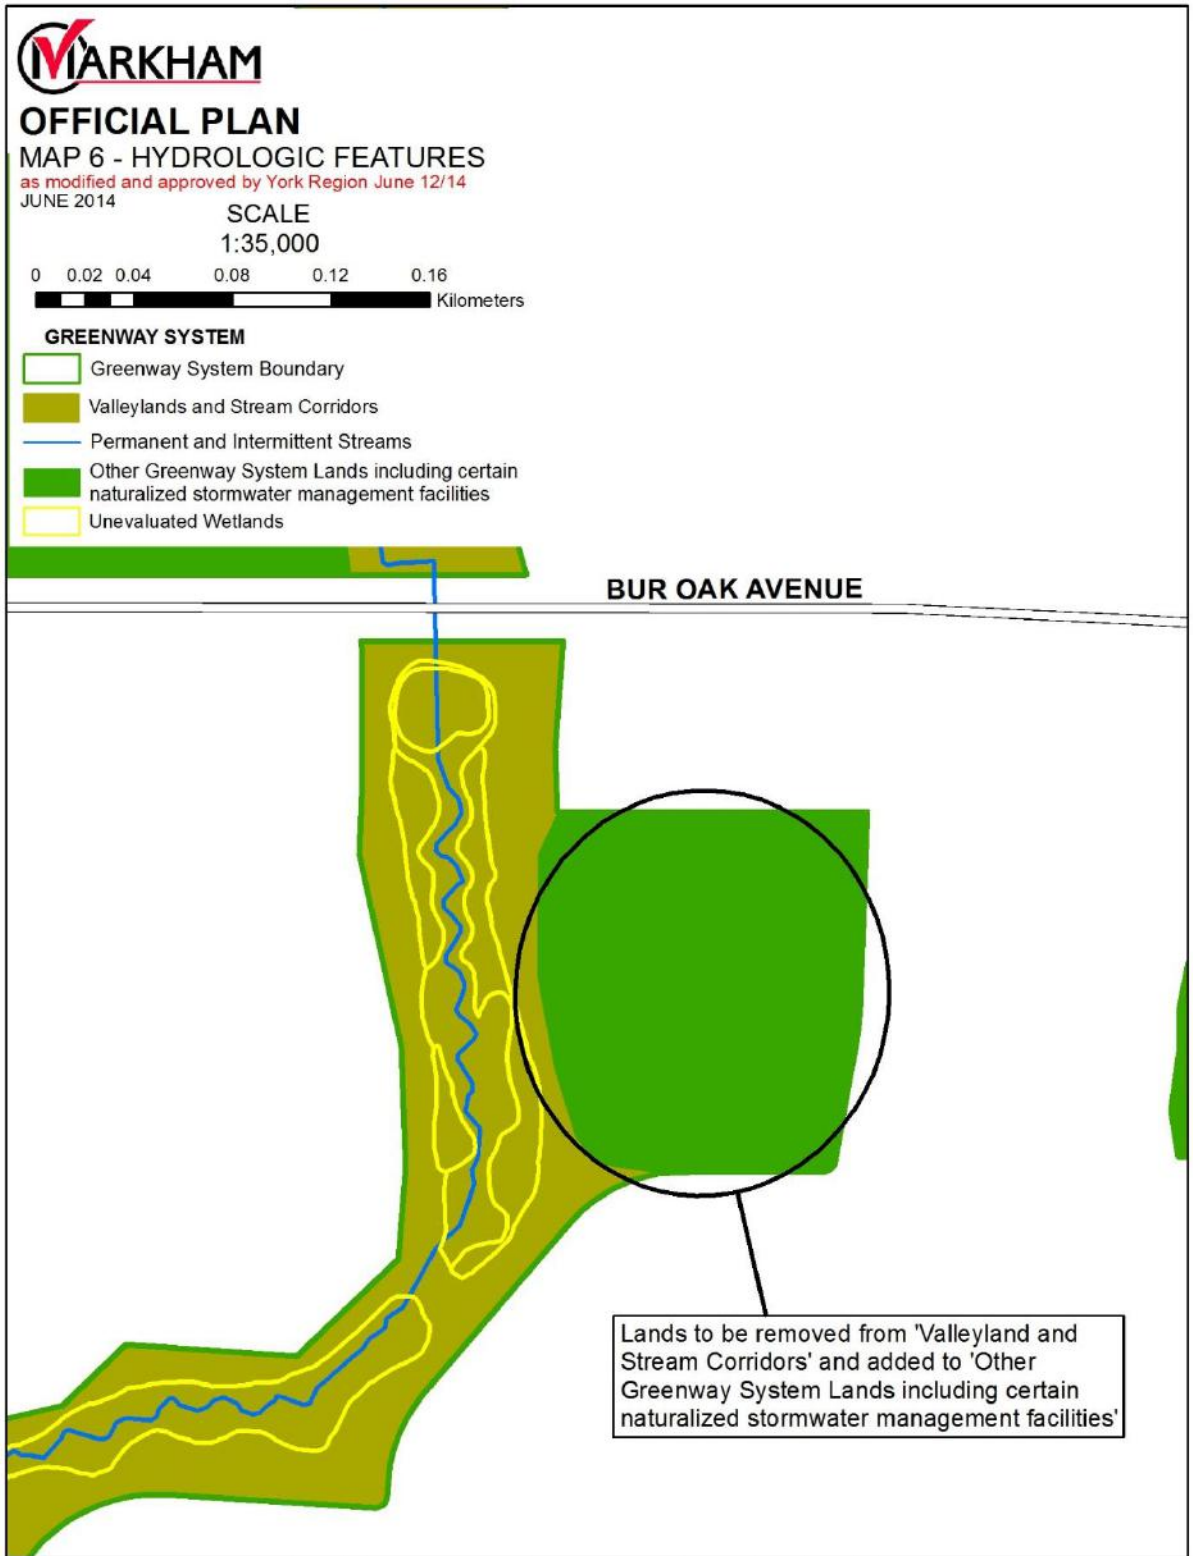 MARKHAM
OFFICIAL PLAN
MAP 6 - HYDROLOGIC FEATURES
as modified and approved by York Region June 12/14
JUNE 2014
SCALE
1:35,000
0 0.02 0.04 0.08 0.12 0.16
Kilometers
GREENWAY SYSTEM
Greenway System Boundary
Valleylands and Stream Corridors
Permanent and Intermittent Streams
Other Greenway System Lands including certain
naturalized stormwater management facilities
Unevaluated Wetlands
BUR OAK AVENUE
Lands to be removed from 'Valleyland and
Stream Corridors' and added to 'Other
Greenway System Lands including certain
naturalized stormwater management facilities'